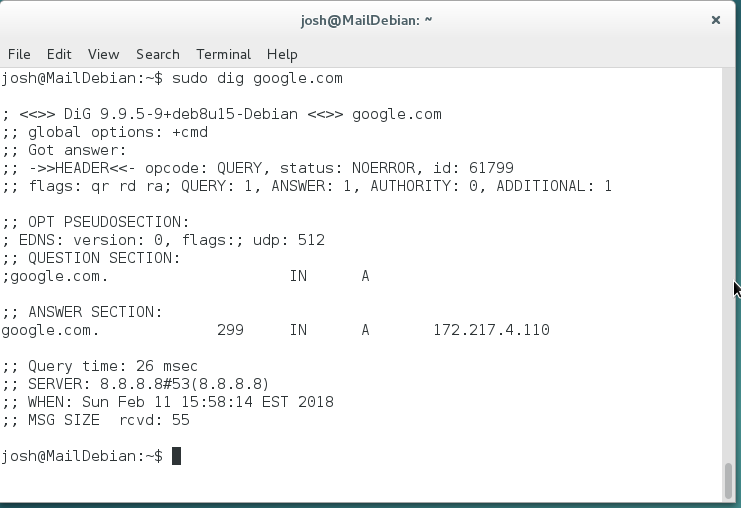 josh@MailDebian: ~
File Edit View Search Terminal Help
josh@MailDebian:~$ sudo dig google.com
; <<>> DiG 9.9.5-9+deb8u15-Debian <<>> google.com
;; global options: +cmd
;; Got answer:
;; ->>HEADER<<- opcode: QUERY, status: NOERROR, id: 61799
;; flags: qr rd ra; QUERY: 1, ANSWER: 1, AUTHORITY: 0, ADDITIONAL: 1
;; OPT PSEUDOSECTION:
; EDNS: version: 0, flags:; udp: 512
;; QUESTION SECTION:
;google.com. IN A
;; ANSWER SECTION:
google.com. 299 IN A 172.217.4.110
;; Query time: 26 msec
;; SERVER: 8.8.8.8#53(8.8.8.8)
;; WHEN: Sun Feb 11 15:58:14 EST 2018
;; MSG SIZE  rcvd: 55
josh@MailDebian:~$